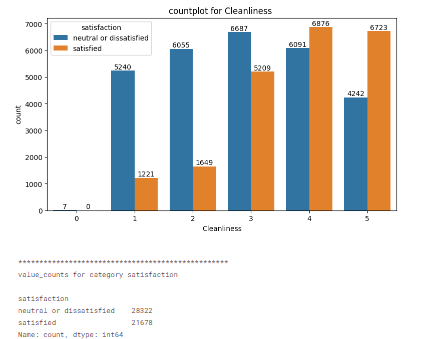 countplot for Cleanliness
satisfaction
neutral or dissatisfied
satisfied
7000
6000
5000
4000
3000
2000
1000
0
count
7
0
5240
1221
6055
1649
6687
5209
6091
6876
4242
6723
0 1 2 3 4 5
Cleanliness
**************************************************
value_counts for category satisfaction
satisfaction
neutral or dissatisfied 28322
satisfied 21678
Name: count, dtype: int64